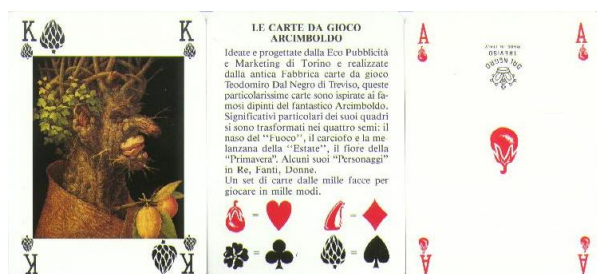 K K
LE CARTE DA GIOCO
ARCIMBOLDO
Ideate e progettate dalla Eco Pubblicità
e Marketing di Torino e realizzate
dalla antica Fabbrica carte da gioco
Teodomiro Dal Negro di Treviso, queste
particolarissime carte sono ispirate ai fa-
mosi dipinti del fantastico Arcimboldo.
Significativi particolari dei suoi quadri
si sono trasformati nei quattro semi: il
naso del "Fuoco", il carciofo e la me-
lanzana della "Estate", il fiore della
"Primavera". Alcuni suoi "Personaggi"
in Re, Fanti, Donne.
Un set di carte dalle mille facce per
giocare in mille modi.
= =
= =
K K
A A
TREVISO
DAL NEGRO
A A